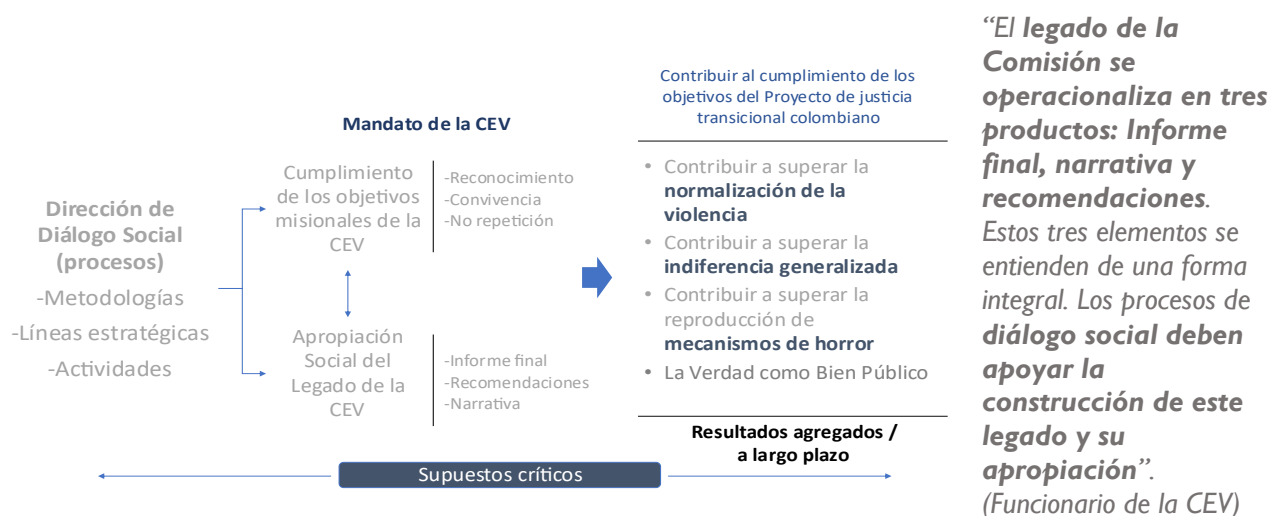 Dirección de
Diálogo Social
(procesos)
-Metodologías
-Líneas estratégicas
-Actividades
Mandato de la CEV
Cumplimiento
de los objetivos
misionales de la
CEV
-Reconocimiento
-Convivencia
-No repetición
Apropiación
Social del
Legado de la
CEV
-Informe final
-Recomendaciones
-Narrativa
Contribuir al cumplimiento de los
objetivos del Proyecto de justicia
transicional colombiano
• Contribuir a superar la
normalización de la
violencia
• Contribuir a superar la
indiferencia generalizada
• Contribuir a superar la
reproducción de
mecanismos de horror
• La Verdad como Bien Público
Resultados agregados /
a largo plazo
Supuestos críticos
“El legado de la
Comisión se
operacionaliza en tres
productos: Informe
final, narrativa y
recomendaciones.
Estos tres elementos se
entienden de una forma
integral. Los procesos de
diálogo social deben
apoyar la
construcción de este
legado y su
apropiación”.
(Funcionario de la CEV)